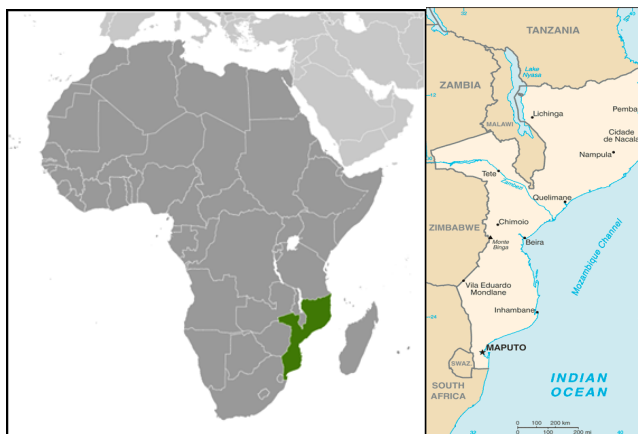 TANZANIA
Lake
Nyasa
ZAMBIA
MALAWI
Lichinga
Pemba
Cidade
de Nacala
Nampula
Tete
Zambezi
Quelimane
Chimoio
ZIMBABWE
Monte
Binga
Beira
Mozambique Channel
Vila Eduardo
Mondlane
Inhambane
MAPUTO
SWAZ.
SOUTH
AFRICA
INDIAN
OCEAN
0 100 200 km
0 100 200 mi